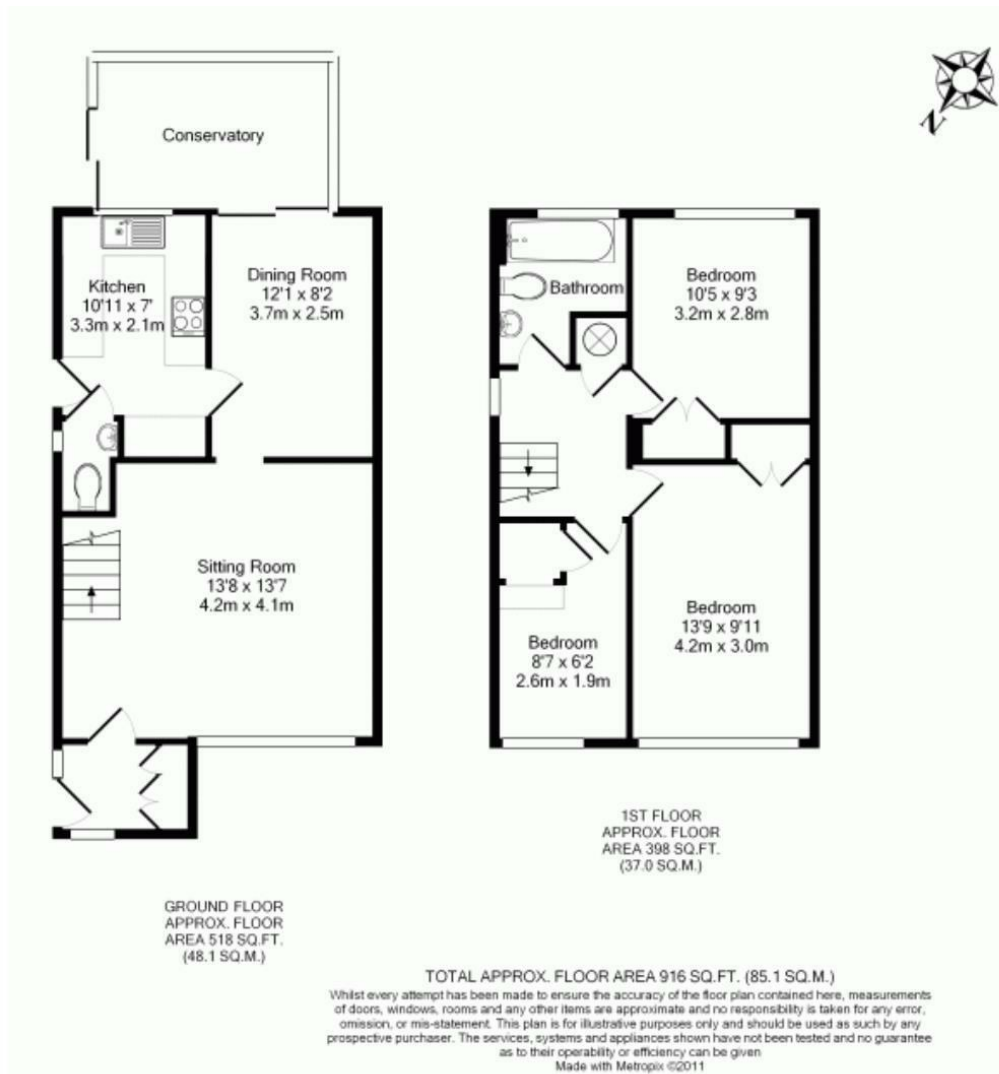 Conservatory
N
Kitchen
10'11 x 7'
3.3m x 2.1m
Dining Room
12'1 x 8'2
3.7m x 2.5m
Sitting Room
13'8 x 13'7
4.2m x 4.1m
Bathroom
Bedroom
10'5 x 9'3
3.2m x 2.8m
Bedroom
13'9 x 9'11
4.2m x 3.0m
Bedroom
8'7 x 6'2
2.6m x 1.9m
1ST FLOOR
APPROX. FLOOR
AREA 398 SQ.FT.
(37.0 SQ.M.)
GROUND FLOOR
APPROX. FLOOR
AREA 518 SQ.FT.
(48.1 SQ.M.)
TOTAL APPROX. FLOOR AREA 916 SQ.FT. (85.1 SQ.M.)
Whilst every attempt has been made to ensure the accuracy of the floor plan contained here, measurements
of doors, windows, rooms and any other items are approximate and no responsibility is taken for any error,
omission, or mis-statement. This plan is for illustrative purposes only and should be used as such by any
prospective purchaser. The services, systems and appliances shown have not been tested and no guarantee
as to their operability or efficiency can be given
Made with Metropix ©2011